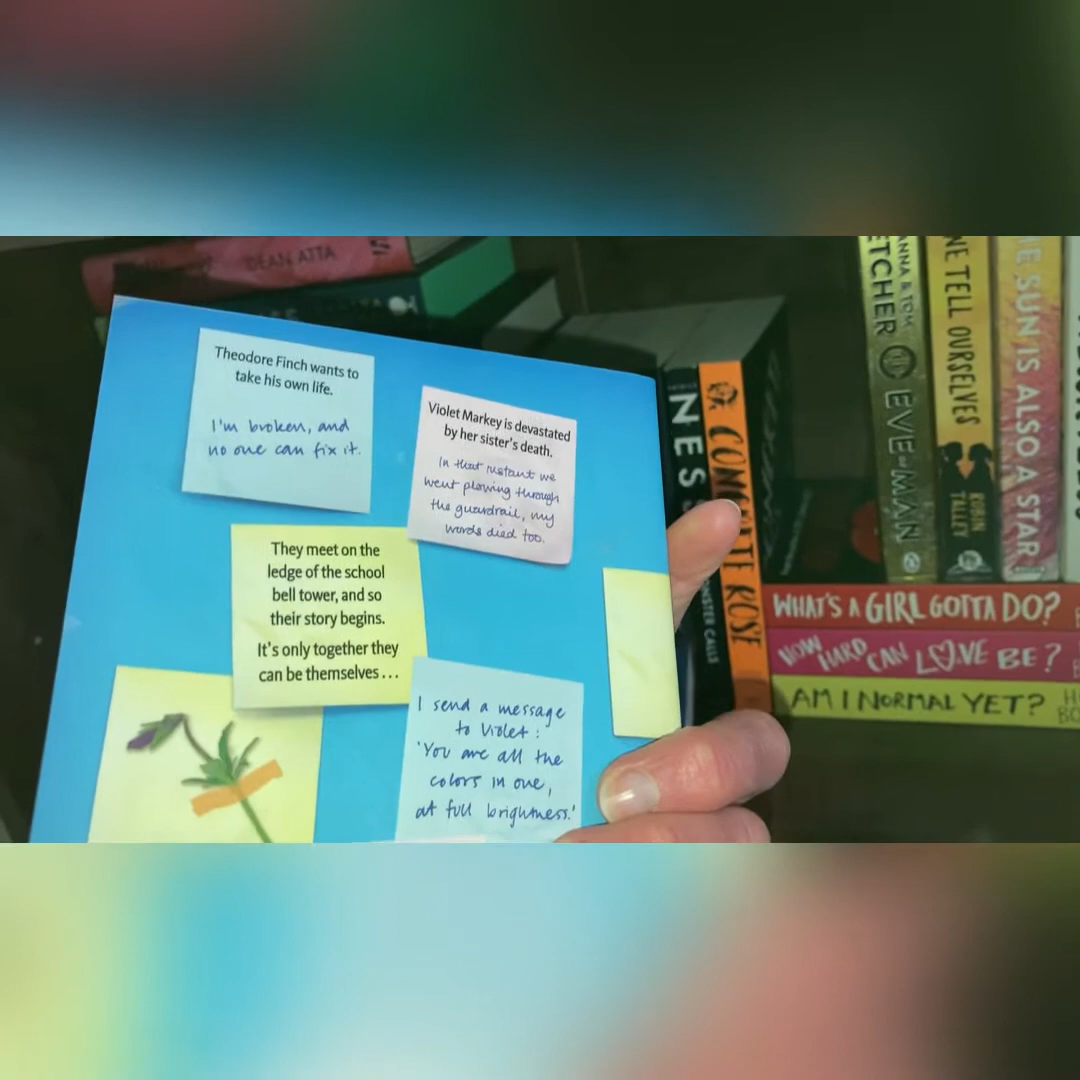 Theodore Finch wants to
take his own life.
I'm broken, and
no one can fix it.
Violet Markey is devastated
by her sister's death.
In that instant we
went plowing through
the guardrail, my
words died too.
They meet on the
ledge of the school
bell tower, and so
their story begins.
It's only together they
can be themselves...
I send a message
to Violet:
'You are all the
colors in one,
at full brightness.'
DEAN ATTA
NESS
MONSTER CALLS
ROSE
ANNA & TOM
ETCHER
EVE-MAN
NE TELL OURSELVES
ROBIN
TALLEY
HE SUN IS ALSO A STAR
WHAT'S A GIRL GOTTA DO?
HOW HARD CAN LOVE BE?
AM I NORMAL YET?